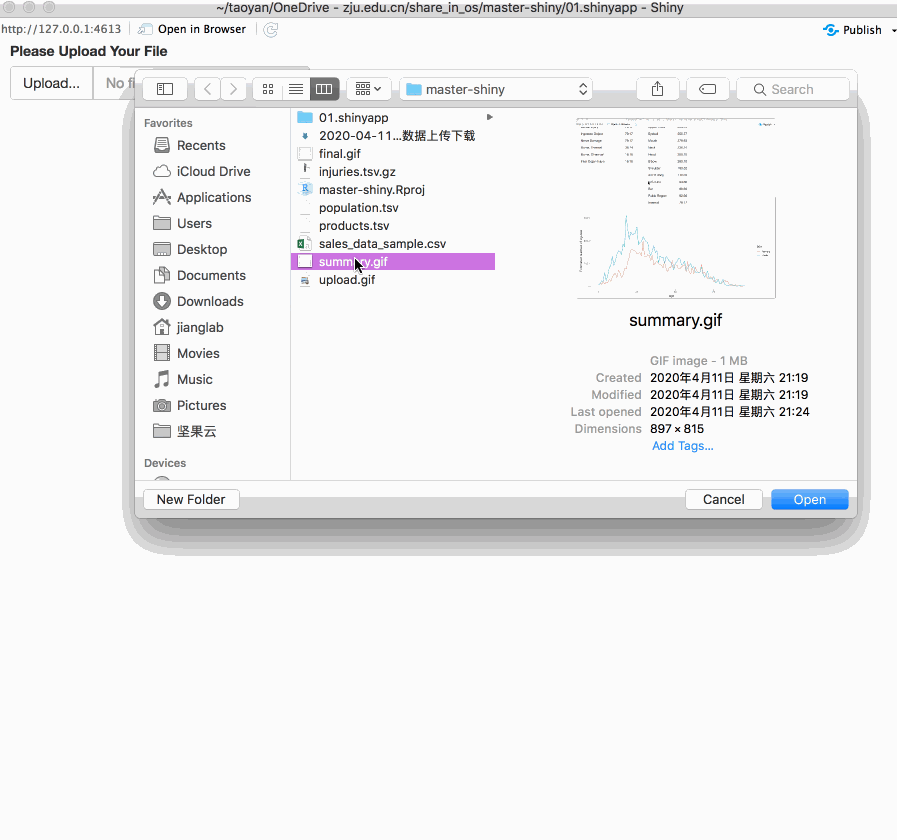 ~/taoyan/OneDrive - zju.edu.cn/share_in_os/master-shiny/01.shinyapp - Shiny
http://127.0.0.1:4613
Open in Browser
Publish
Please Upload Your File
Upload...
No fi
master-shiny
Search
Favorites
Recents
iCloud Drive
Applications
Users
Desktop
Documents
Downloads
jianglab
Movies
Music
Pictures
坚果云
Devices
01.shinyapp
2020-04-11...数据上传下载
final.gif
injuries.tsv.gz
master-shiny.Rproj
population.tsv
products.tsv
sales_data_sample.csv
summary.gif
upload.gif
summary.gif
GIF image - 1 MB
Created 2020年4月11日 星期六 21:19
Modified 2020年4月11日 星期六 21:19
Last opened 2020年4月11日 星期六 21:24
Dimensions 897 × 815
Add Tags...
New Folder
Cancel
Open